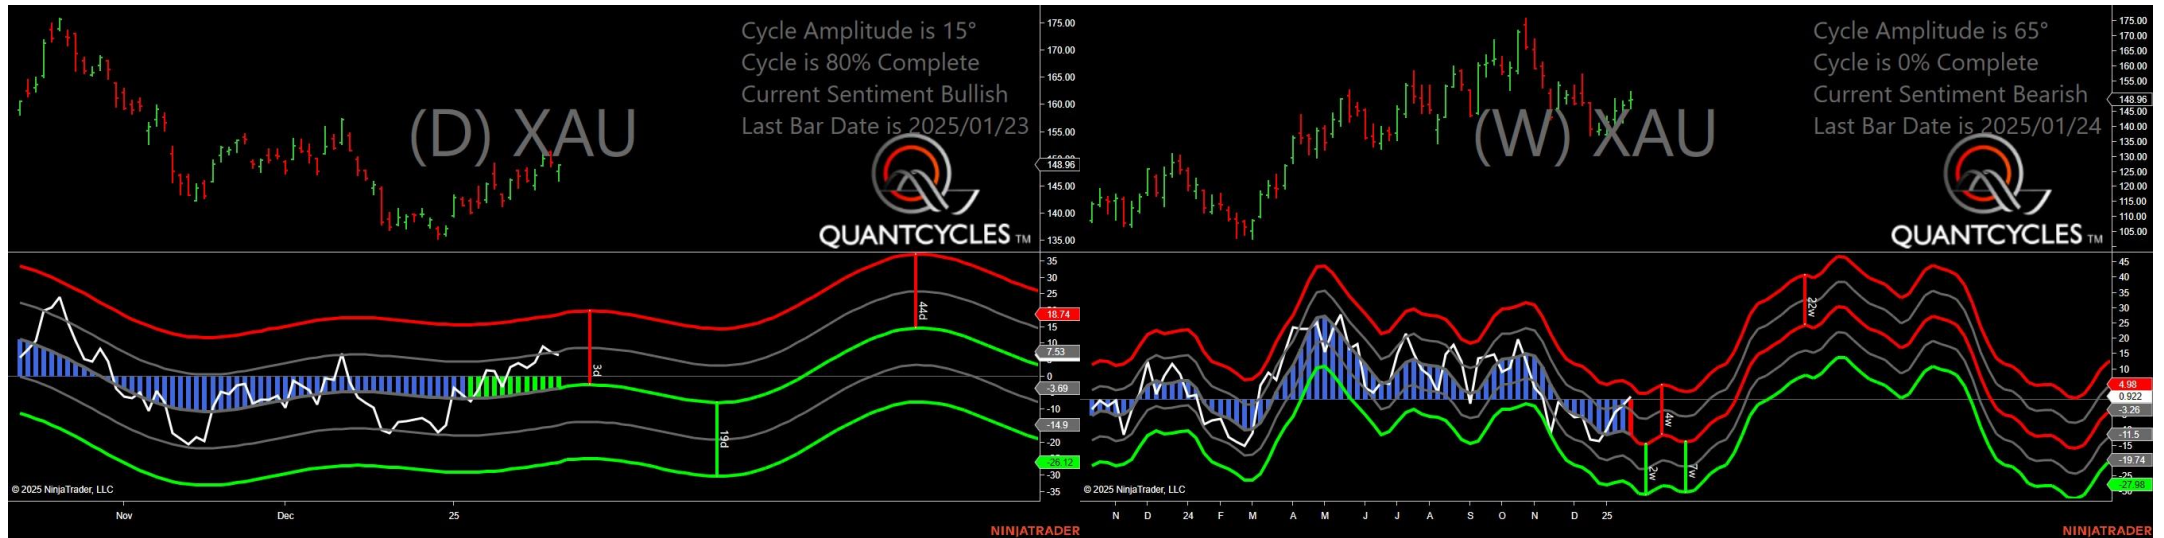 Cycle Amplitude is 15°
Cycle is 80% Complete
Current Sentiment Bullish
Last Bar Date is 2025/01/23
(D) XAU
QUANTCYCLES TM
175.00
170.00
165.00
160.00
155.00
148.96
145.00
140.00
135.00
35
30
25
18.74
15
10
7.53
0
-3.69
-10
-14.9
-20
-26.12
-30
-35
3d
19d
44d
© 2025 NinjaTrader, LLC
Nov
Dec
25
NINJATRADER
Cycle Amplitude is 65°
Cycle is 0% Complete
Current Sentiment Bearish
Last Bar Date is 2025/01/24
(W) XAU
QUANTCYCLES TM
175.00
170.00
165.00
160.00
155.00
148.96
145.00
140.00
135.00
130.00
125.00
120.00
115.00
110.00
105.00
45
40
35
30
25
20
15
10
4.98
0.922
-3.26
-11.5
-15
-19.74
-25
-27.98
2w
4w
7w
22w
© 2025 NinjaTrader, LLC
N D 24 F M A M J J A S O N D 25
NINJATRADER